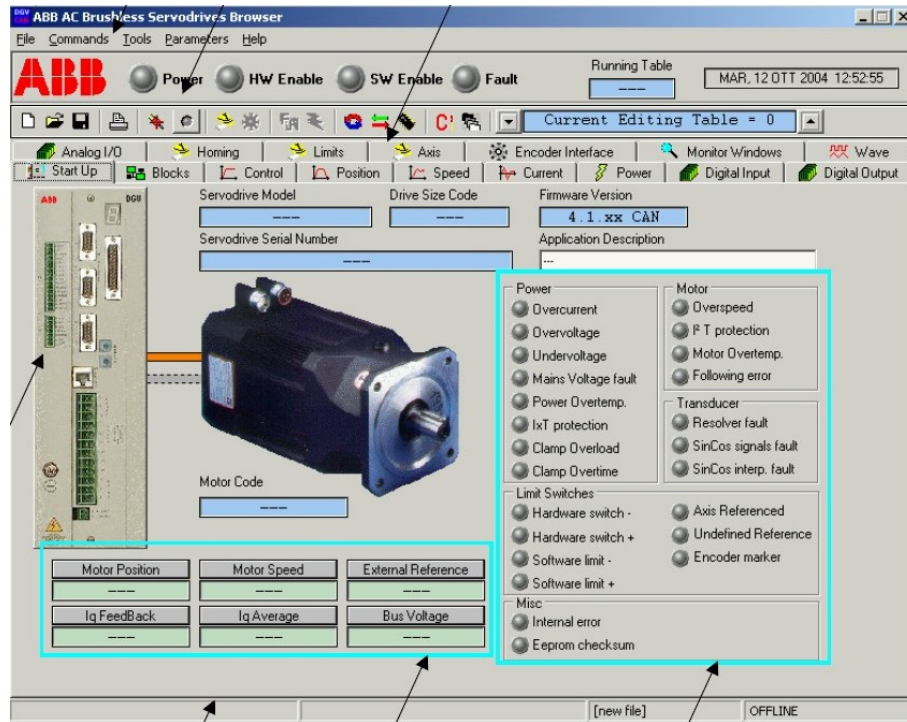 ABB AC Brushless Servodrives Browser
File Commands Tools Parameters Help
ABB Power HW Enable SW Enable Fault
Running Table
---
MAR, 12 OTT 2004 12:52:55
Current Editing Table = 0
Analog I/O Homing Limits Axis Encoder Interface Monitor Windows Wave
Start Up Blocks Control Position Speed Current Power Digital Input Digital Output
ABB DGV
Servodrive Model Drive Size Code Firmware Version
--- --- 4.1.xx CAN
Servodrive Serial Number Application Description
--- ---
Power
Overcurrent
Overvoltage
Undervoltage
Mains Voltage fault
Power Overtemp.
IxT protection
Clamp Overload
Clamp Overtime
Motor
Overspeed
I² T protection
Motor Overtemp.
Following error
Transducer
Resolver fault
SinCos signals fault
SinCos interp. fault
Motor Code
---
Limit Switches
Hardware switch - Axis Referenced
Hardware switch + Undefined Reference
Software limit - Encoder marker
Software limit +
Misc
Internal error
Eeprom checksum
Motor Position Motor Speed External Reference
--- --- ---
Iq FeedBack Iq Average Bus Voltage
--- --- ---
[new file] OFFLINE